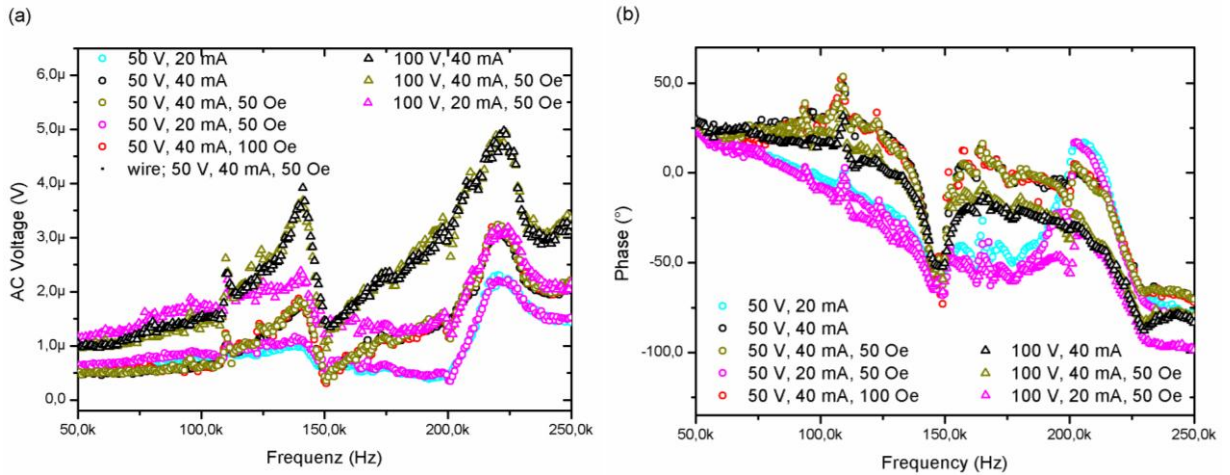 (a)
50 V, 20 mA
50 V, 40 mA
50 V, 40 mA, 50 Oe
50 V, 20 mA, 50 Oe
50 V, 40 mA, 100 Oe
wire; 50 V, 40 mA, 50 Oe
100 V, 40 mA
100 V, 40 mA, 50 Oe
100 V, 20 mA, 50 Oe
AC Voltage (V)
6,0µ
5,0µ
4,0µ
3,0µ
2,0µ
1,0µ
0,0
50,0k
100,0k
150,0k
200,0k
250,0k
Frequenz (Hz)
(b)
Phase (°)
50,0
0,0
-50,0
-100,0
50 V, 20 mA
50 V, 40 mA
50 V, 40 mA, 50 Oe
50 V, 20 mA, 50 Oe
50 V, 40 mA, 100 Oe
100 V, 40 mA
100 V, 40 mA, 50 Oe
100 V, 20 mA, 50 Oe
50,0k
100,0k
150,0k
200,0k
250,0k
Frequency (Hz)